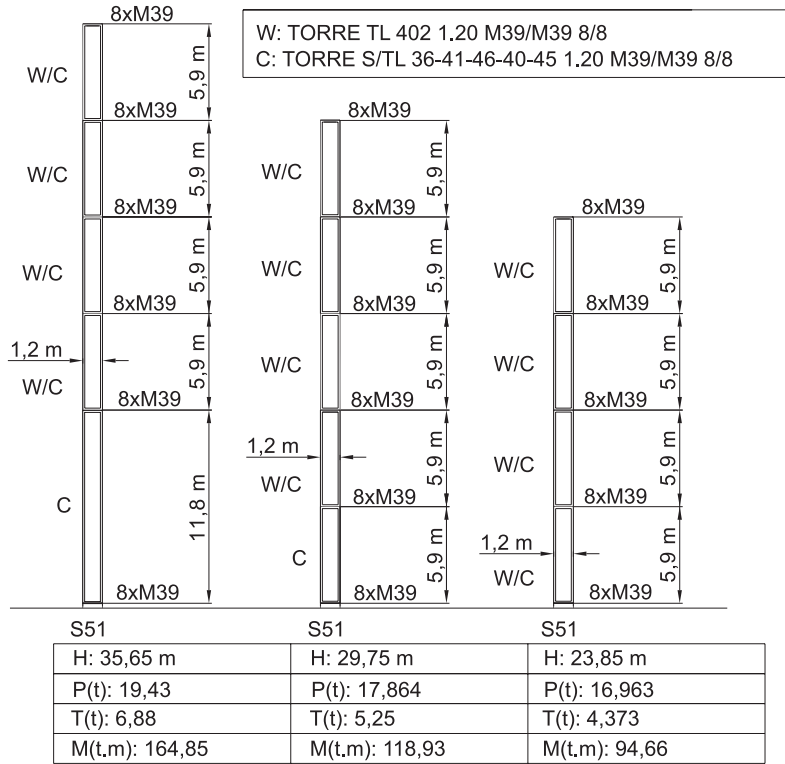 8xM39
W: TORRE TL 402 1.20 M39/M39 8/8
C: TORRE S/TL 36-41-46-40-45 1.20 M39/M39 8/8
W/C
5,9 m
8xM39
W/C
5,9 m
8xM39
W/C
5,9 m
8xM39
1,2 m
W/C
5,9 m
8xM39
C
11,8 m
8xM39
S51
8xM39
W/C
5,9 m
8xM39
W/C
5,9 m
8xM39
W/C
5,9 m
8xM39
1,2 m
W/C
5,9 m
8xM39
C
5,9 m
8xM39
S51
8xM39
W/C
5,9 m
8xM39
W/C
5,9 m
8xM39
W/C
5,9 m
8xM39
1,2 m
W/C
5,9 m
8xM39
S51
H: 35,65 m H: 29,75 m H: 23,85 m
P(t): 19,43 P(t): 17,864 P(t): 16,963
T(t): 6,88 T(t): 5,25 T(t): 4,373
M(t.m): 164,85 M(t.m): 118,93 M(t.m): 94,66